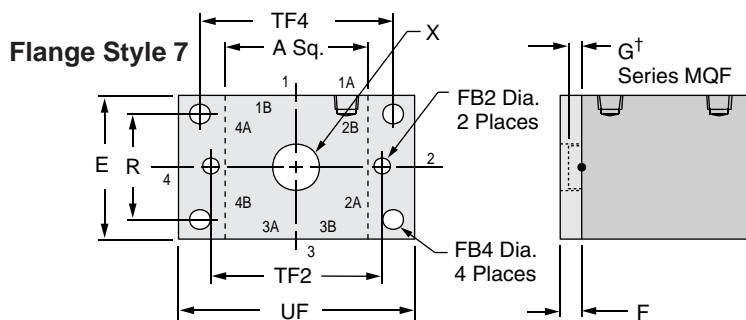 TF4
A Sq.
X
Flange Style 7
G†
Series MQF
1
1A
1B
FB2 Dia.
2 Places
4A
2B
E
R
2
4
4B
2A
3A
3B
3
FB4 Dia.
4 Places
TF2
UF
F